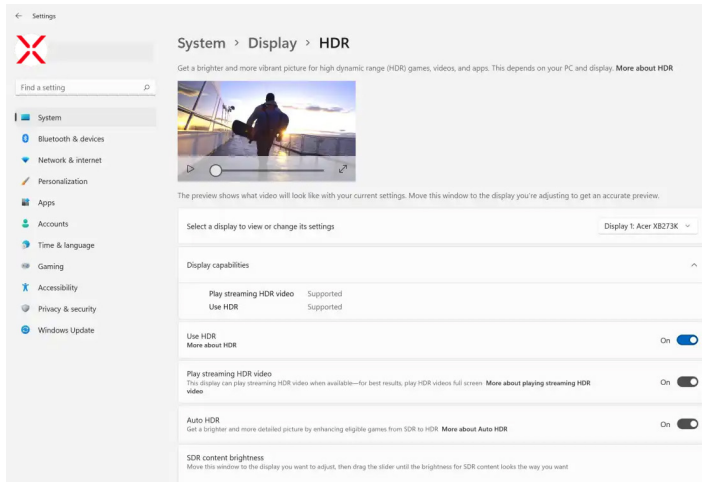 Settings
System > Display > HDR
Get a brighter and more vibrant picture for high dynamic range (HDR) games, videos, and apps. This depends on your PC and display. More about HDR
Find a setting
System
Bluetooth & devices
Network & internet
Personalization
Apps
Accounts
Time & language
Gaming
Accessibility
Privacy & security
Windows Update
The preview shows what video will look like with your current settings. Move this window to the display you're adjusting to get an accurate preview.
Select a display to view or change its settings
Display 1: Acer XB273K
Display capabilities
Play streaming HDR video Supported
Use HDR Supported
Use HDR
More about HDR
On
Play streaming HDR video
This display can play streaming HDR video when available—for best results, play HDR videos full screen More about playing streaming HDR
video
On
Auto HDR
Get a brighter and more detailed picture by enhancing eligible games from SDR to HDR More about Auto HDR
On
SDR content brightness
Move this window to the display you want to adjust, then drag the slider until the brightness for SDR content looks the way you want